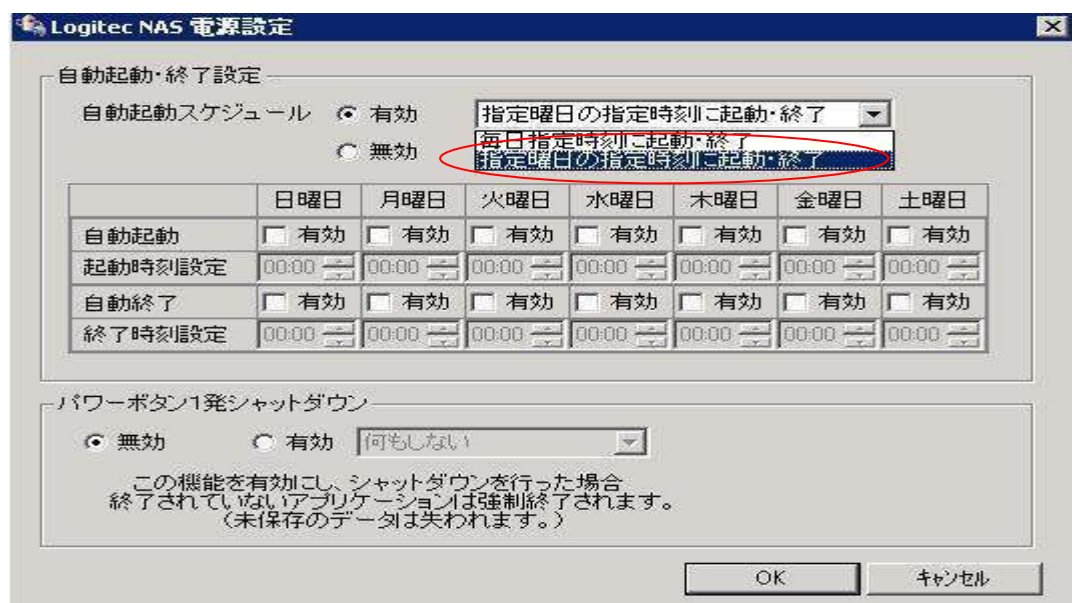 Logitec NAS 電源設定
自動起動・終了設定
自動起動スケジュール 有効 指定曜日の指定時刻に起動・終了
毎日指定時刻に起動・終了
無効 指定曜日の指定時刻に起動・終了
日曜日 月曜日 火曜日 水曜日 木曜日 金曜日 土曜日
自動起動 有効 有効 有効 有効 有効 有効 有効
起動時刻設定 00:00 00:00 00:00 00:00 00:00 00:00 00:00
自動終了 有効 有効 有効 有効 有効 有効 有効
終了時刻設定 00:00 00:00 00:00 00:00 00:00 00:00 00:00
パワーボタン1発シャットダウン
無効 有効 何もしない
この機能を有効にし、シャットダウンを行った場合
終了されていないアプリケーションは強制終了されます。
(未保存のデータは失われます。)
OK キャンセル